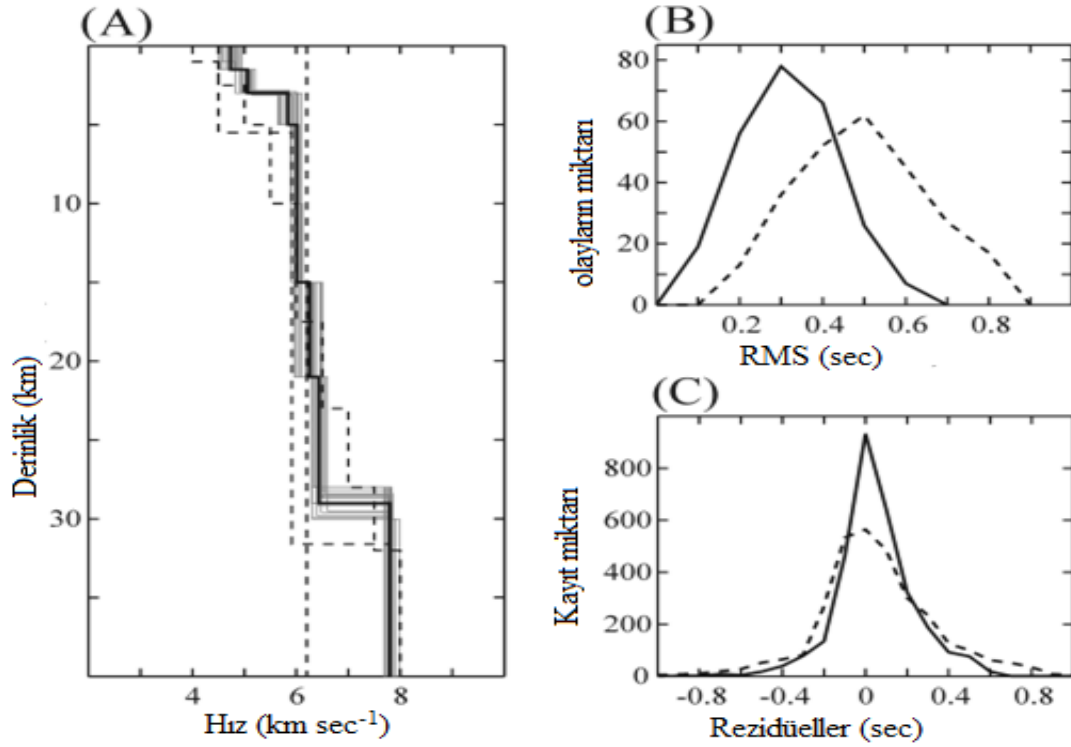 (A)
10
20
30
Derinlik (km)
4 6 8
Hız (km sec-1)
(B)
80
60
40
20
0
olayların miktarı
0.2 0.4 0.6 0.8
RMS (sec)
(C)
800
600
400
200
0
Kayıt miktarı
-0.8 -0.4 0 0.4 0.8
Rezidüeller (sec)